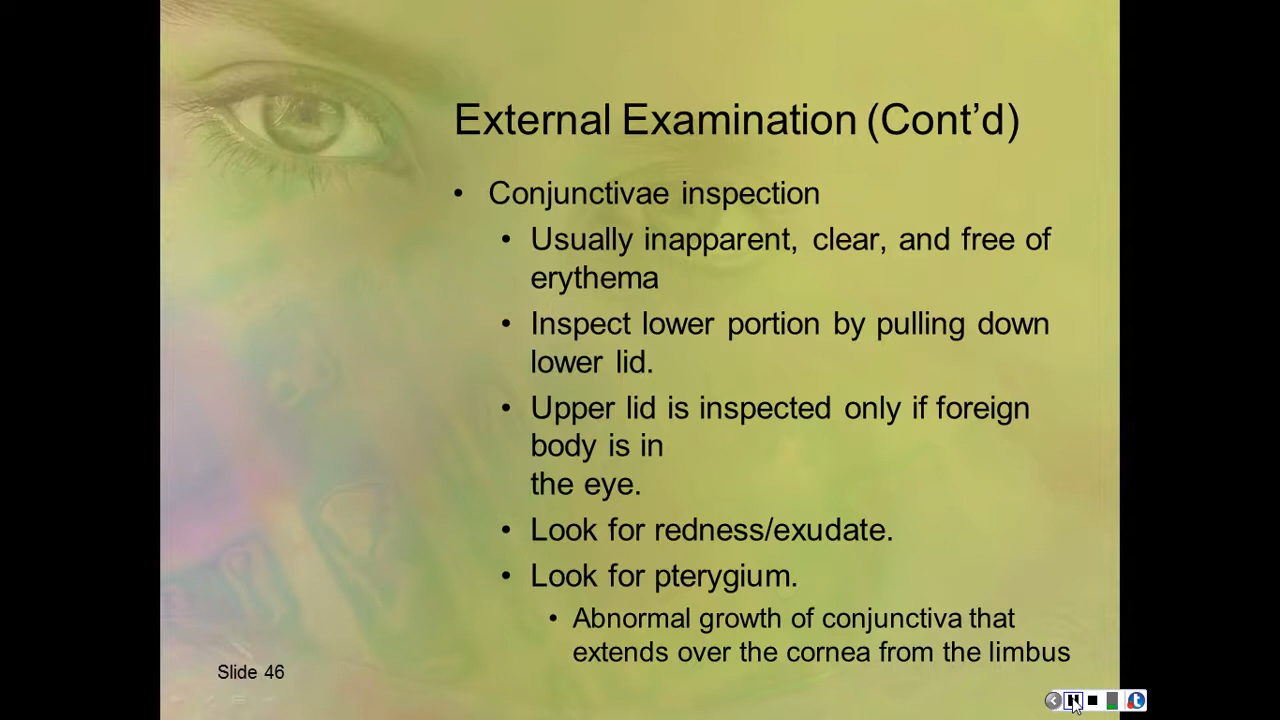 External Examination (Cont’d)
• Conjunctivae inspection
• Usually inapparent, clear, and free of
erythema
• Inspect lower portion by pulling down
lower lid.
• Upper lid is inspected only if foreign
body is in
the eye.
• Look for redness/exudate.
• Look for pterygium.
• Abnormal growth of conjunctiva that
extends over the cornea from the limbus
Slide 46